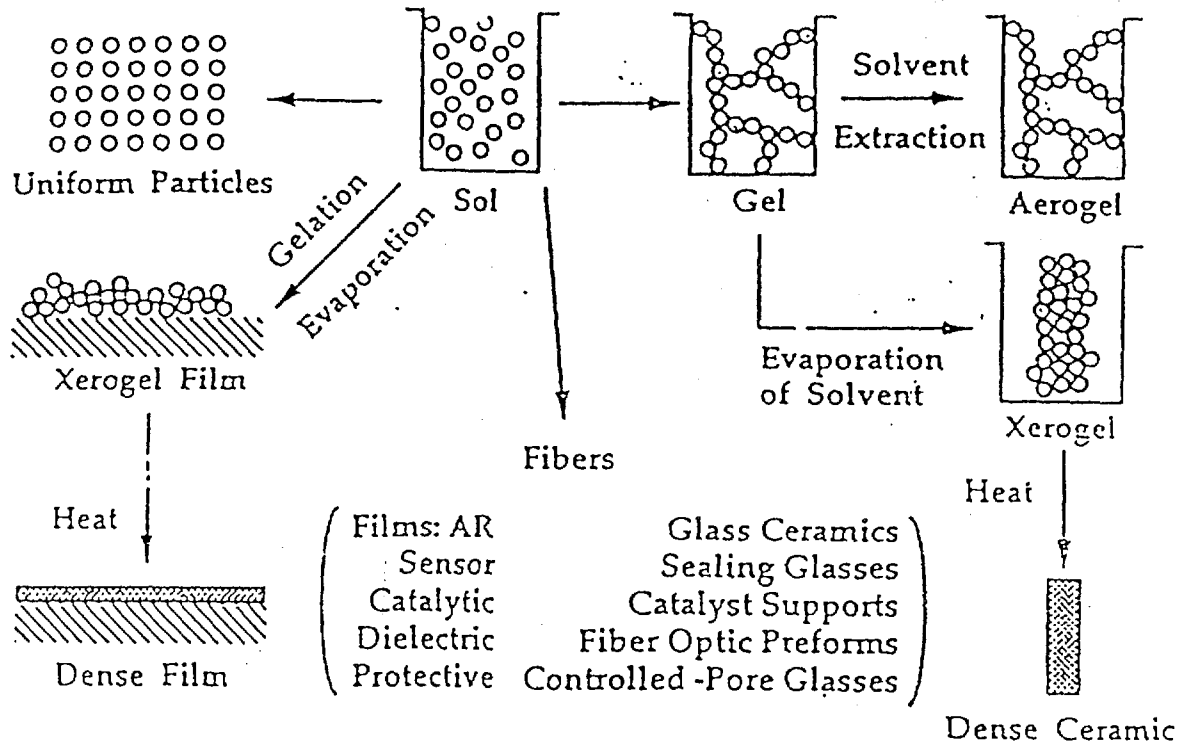 Solvent
Extraction
Uniform Particles
Sol
Gel
Aerogel
Gelation
Evaporation
Xerogel Film
Evaporation
of Solvent
Xerogel
Fibers
Heat
Heat
Films: AR
Sensor
Catalytic
Dielectric
Protective
Glass Ceramics
Sealing Glasses
Catalyst Supports
Fiber Optic Preforms
Controlled -Pore Glasses
Dense Film
Dense Ceramic